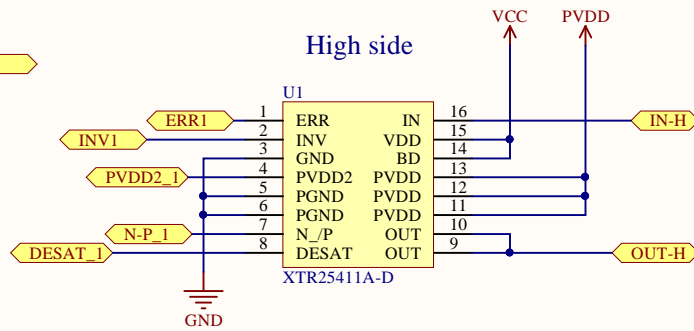 VCC PVDD
High side
U1
ERR1 1 ERR IN 16 IN-H
INV1 2 INV VDD 15
3 GND BD 14
PVDD2_1 4 PVDD2 PVDD 13
5 PGND PVDD 12
6 PGND PVDD 11
N-P_1 7 N_/P OUT 10
DESAT_1 8 DESAT OUT 9 OUT-H
XTR25411A-D
GND